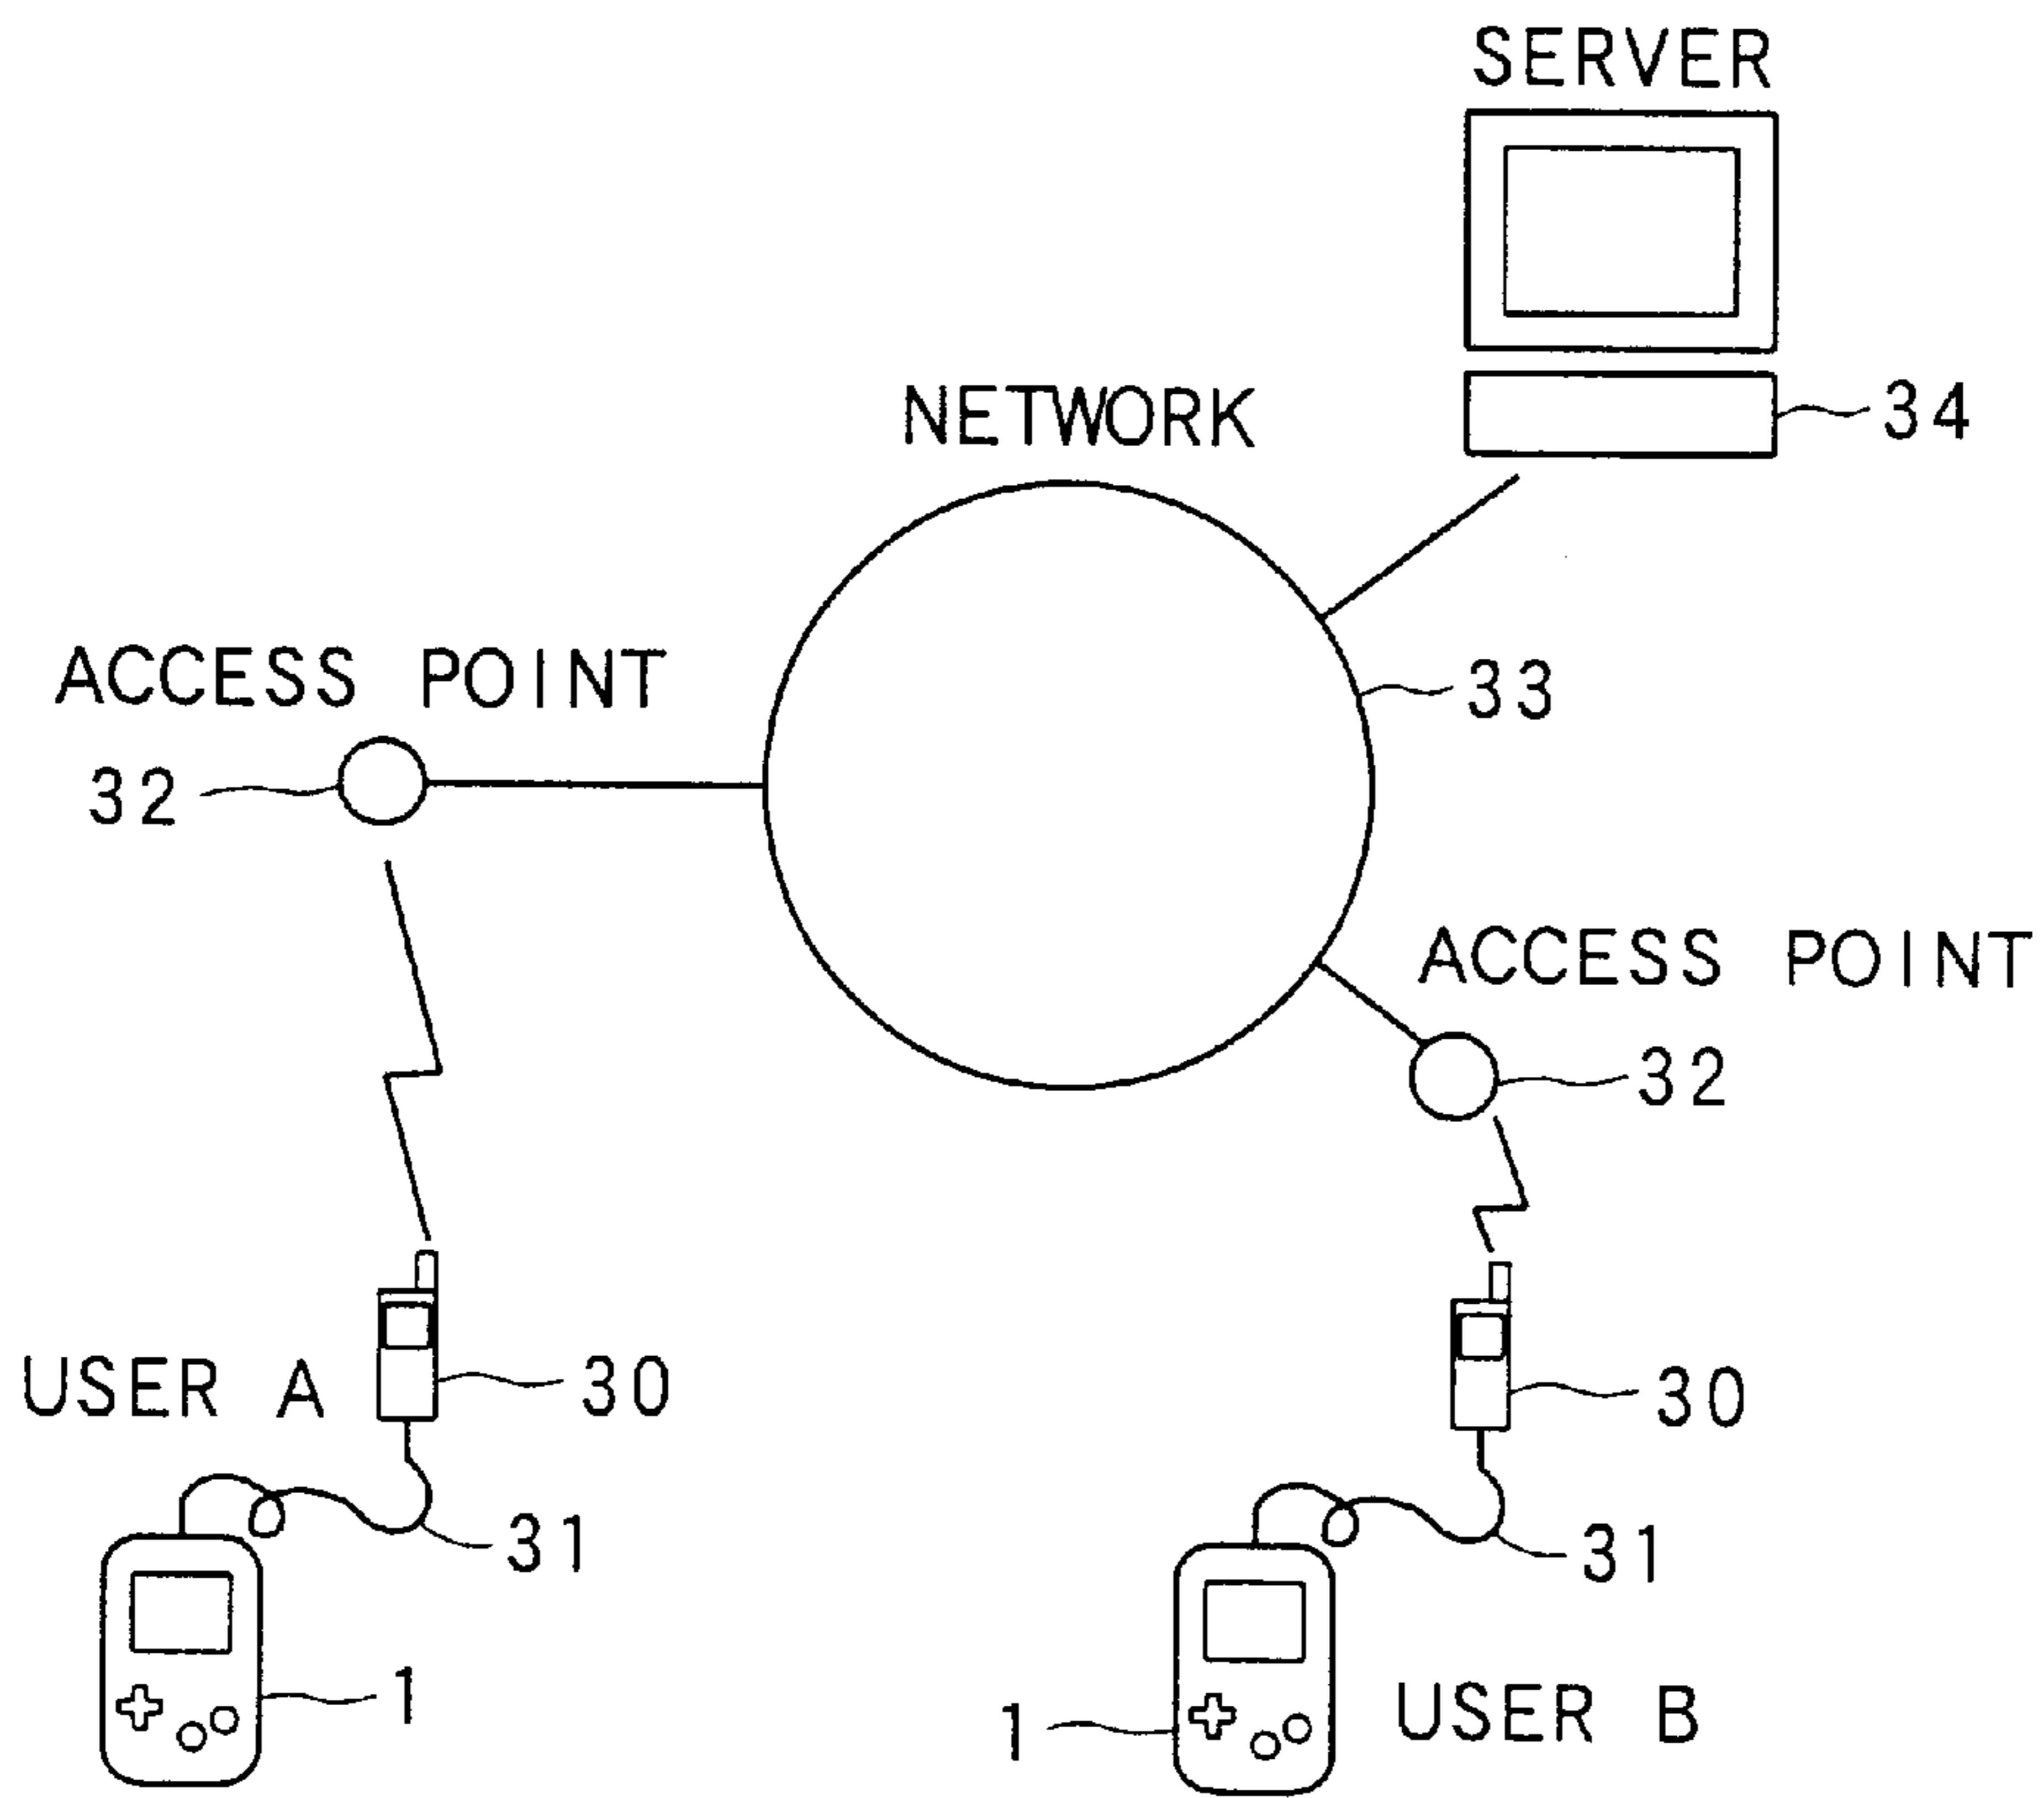 SERVER
34
NETWORK
33
ACCESS POINT
32
ACCESS POINT
32
USER A
30
30
31
31
1
1
USER B